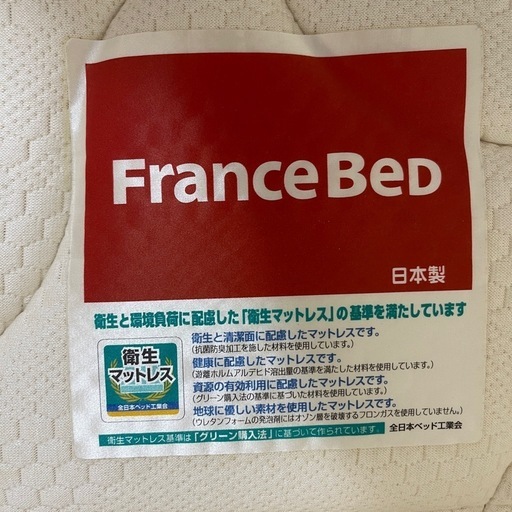 FranceBeD
日本製
衛生と環境負荷に配慮した「衛生マットレス」の基準を満たしています
衛生
マットレス
全日本ベッド工業会
衛生と清潔面に配慮したマットレスです。
(抗菌防臭加工を施した材料を使用しています。)
健康に配慮したマットレスです。
(遊離ホルムアルデヒド溶出量の基準を満たした材料を使用しています。)
資源の有効利用に配慮したマットレスです。
(グリーン購入法の基準に基づいた材料を使用しています。)
地球に優しい素材を使用したマットレスです。
(ウレタンフォームの発泡剤にはオゾン層を破壊するフロンガスを使用していません。)
衛生マットレス基準は「グリーン購入法」に基づいて作られています。 全日本ベッド工業会